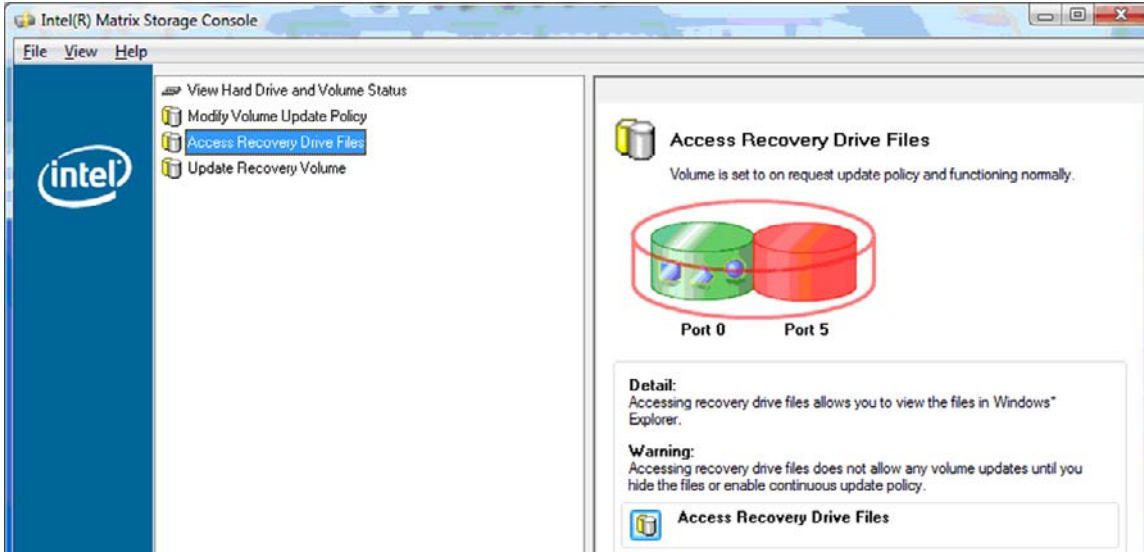 Intel(R) Matrix Storage Console
File View Help
intel
View Hard Drive and Volume Status
Modify Volume Update Policy
Access Recovery Drive Files
Update Recovery Volume
Access Recovery Drive Files
Volume is set to on request update policy and functioning normally.
Port 0 Port 5
Detail:
Accessing recovery drive files allows you to view the files in Windows*
Explorer.
Warning:
Accessing recovery drive files does not allow any volume updates until you
hide the files or enable continuous update policy.
Access Recovery Drive Files